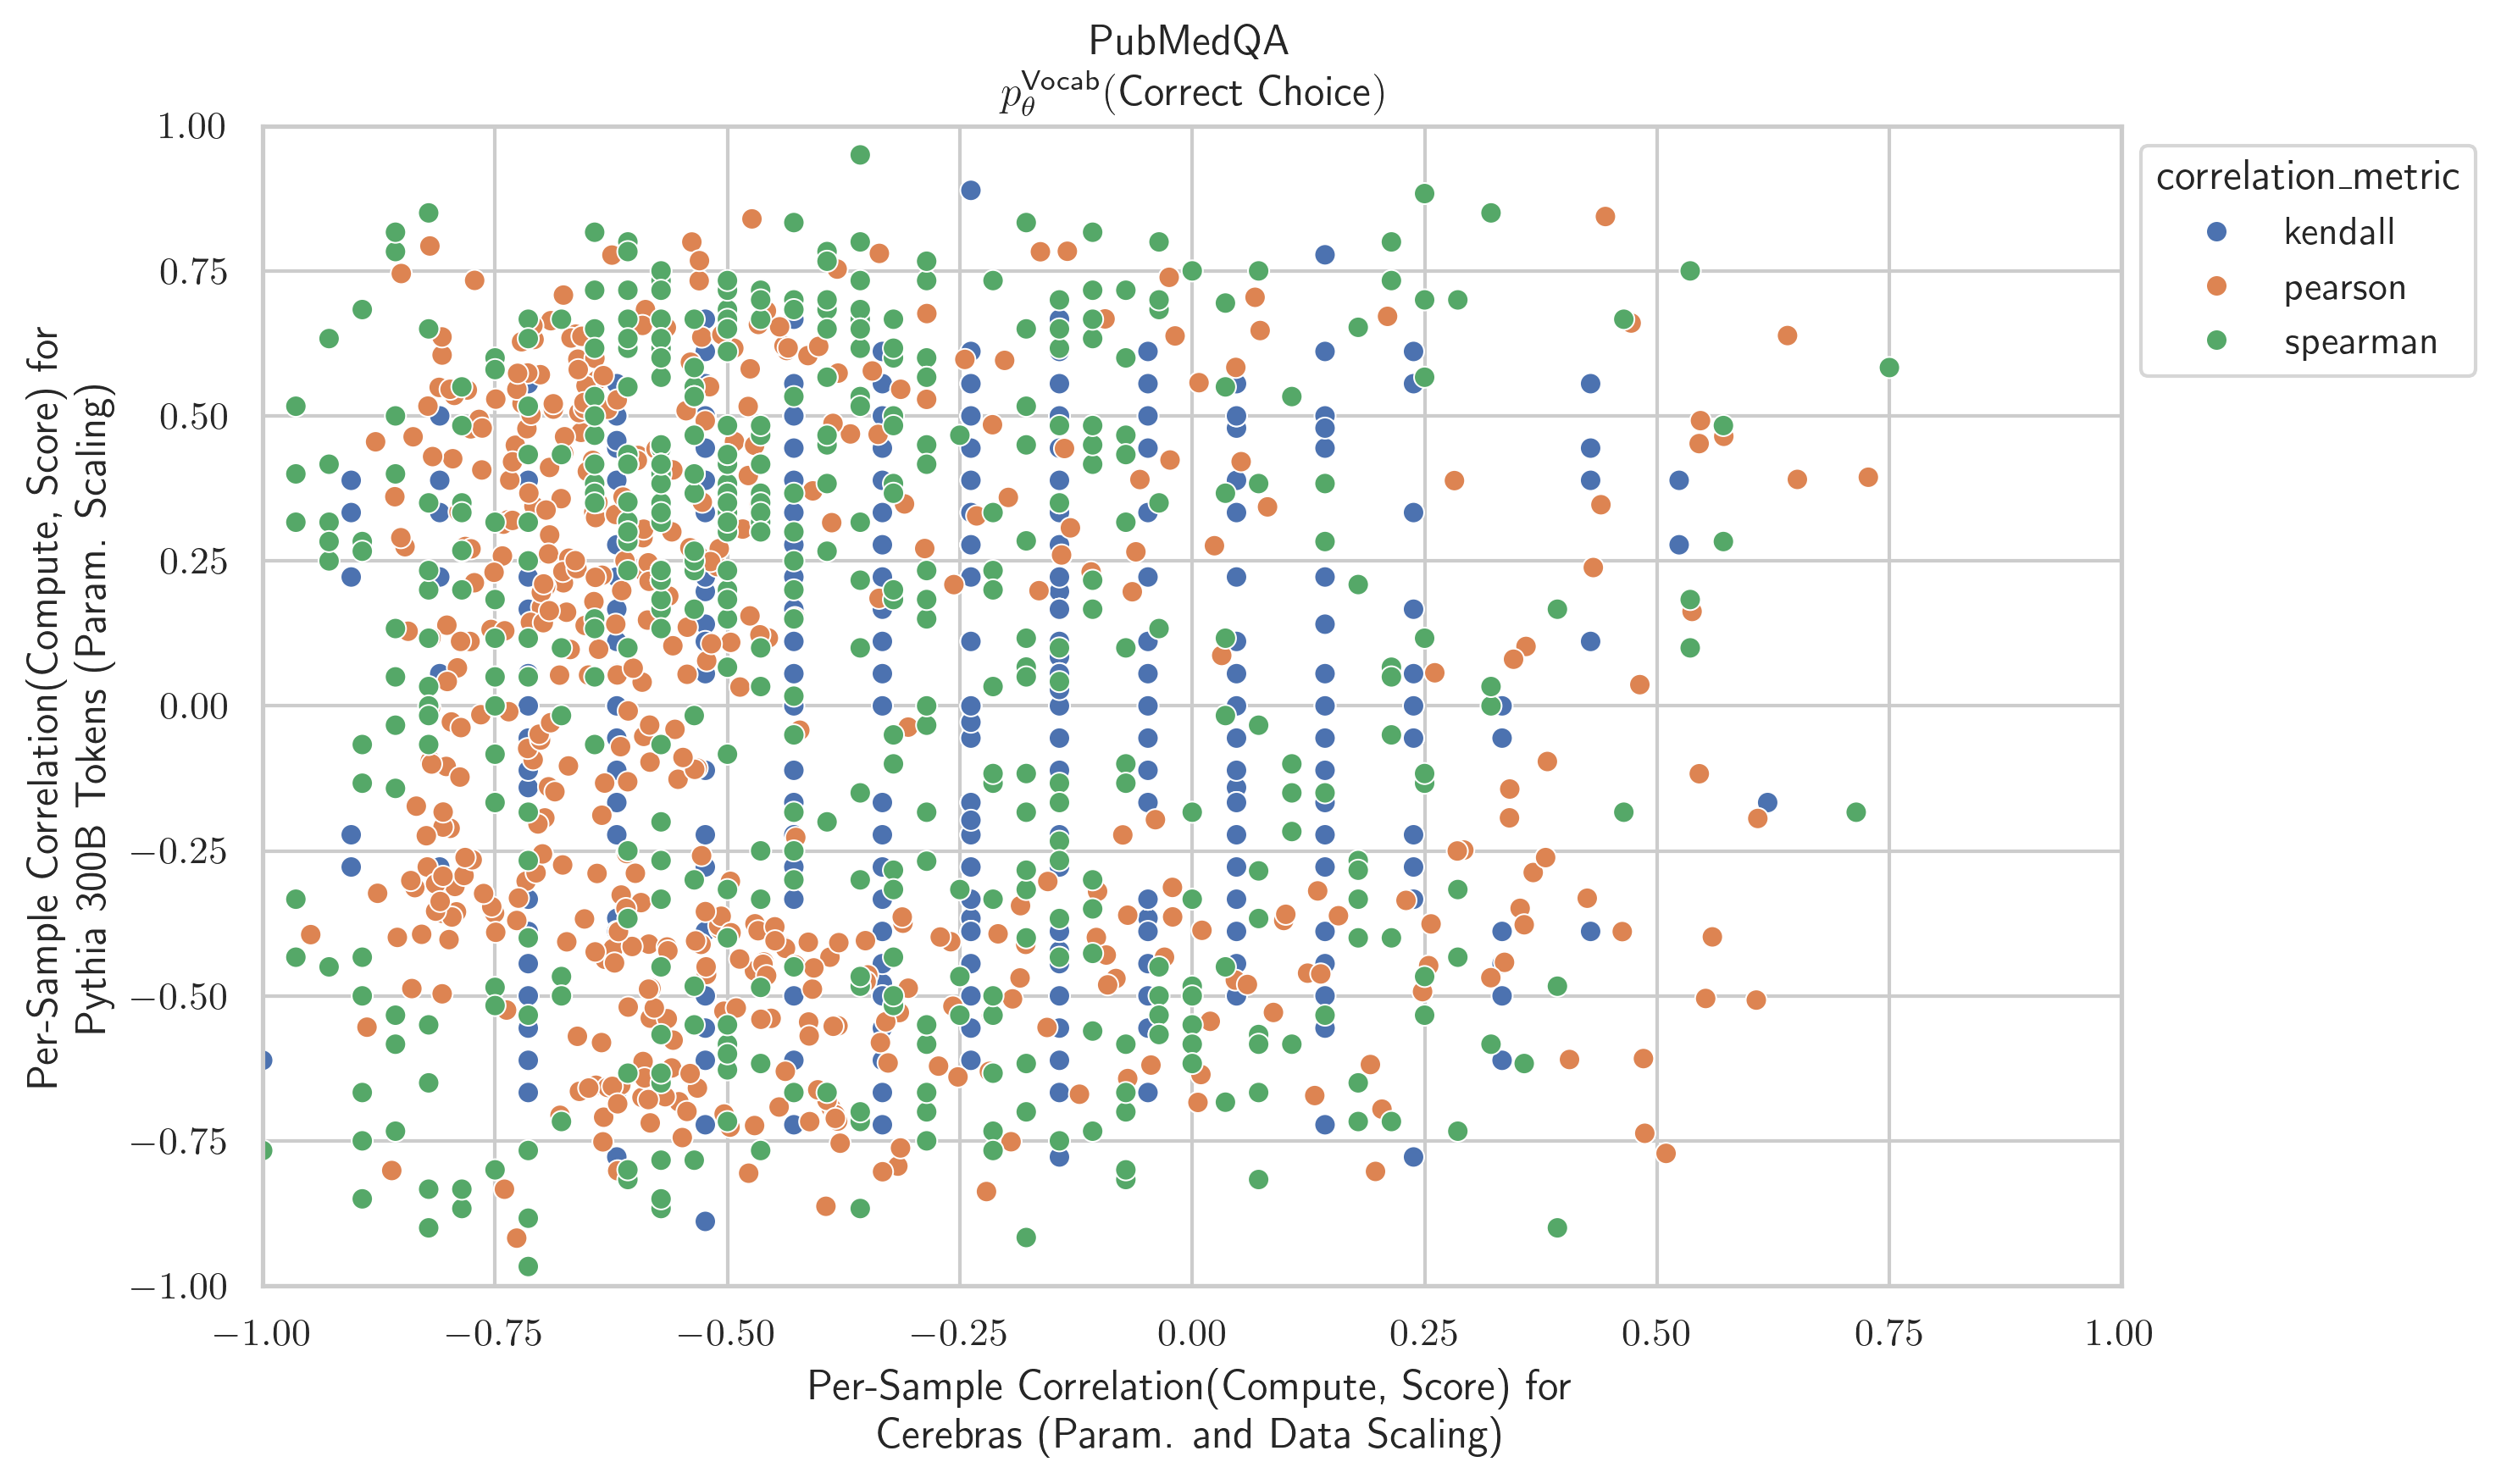 PubMedQA
p_θ^Vocab(Correct Choice)
1.00
0.75
0.50
0.25
0.00
−0.25
−0.50
−0.75
−1.00
Per-Sample Correlation(Compute, Score) for
Pythia 300B Tokens (Param. Scaling)
correlation_metric
kendall
pearson
spearman
−1.00 −0.75 −0.50 −0.25 0.00 0.25 0.50 0.75 1.00
Per-Sample Correlation(Compute, Score) for
Cerebras (Param. and Data Scaling)